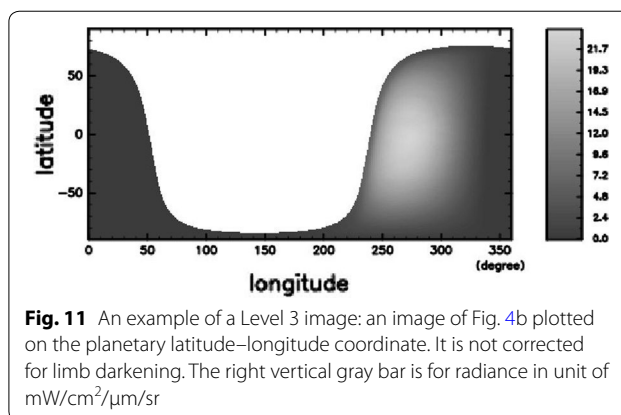 50
0
−50
latitude
0 50 100 150 200 250 300 350
(degree)
longitude
21.7
19.3
16.9
14.5
12.0
9.6
7.2
4.8
2.4
0.0
Fig. 11 An example of a Level 3 image: an image of Fig. 4b plotted
on the planetary latitude–longitude coordinate. It is not corrected
for limb darkening. The right vertical gray bar is for radiance in unit of
mW/cm²/μm/sr